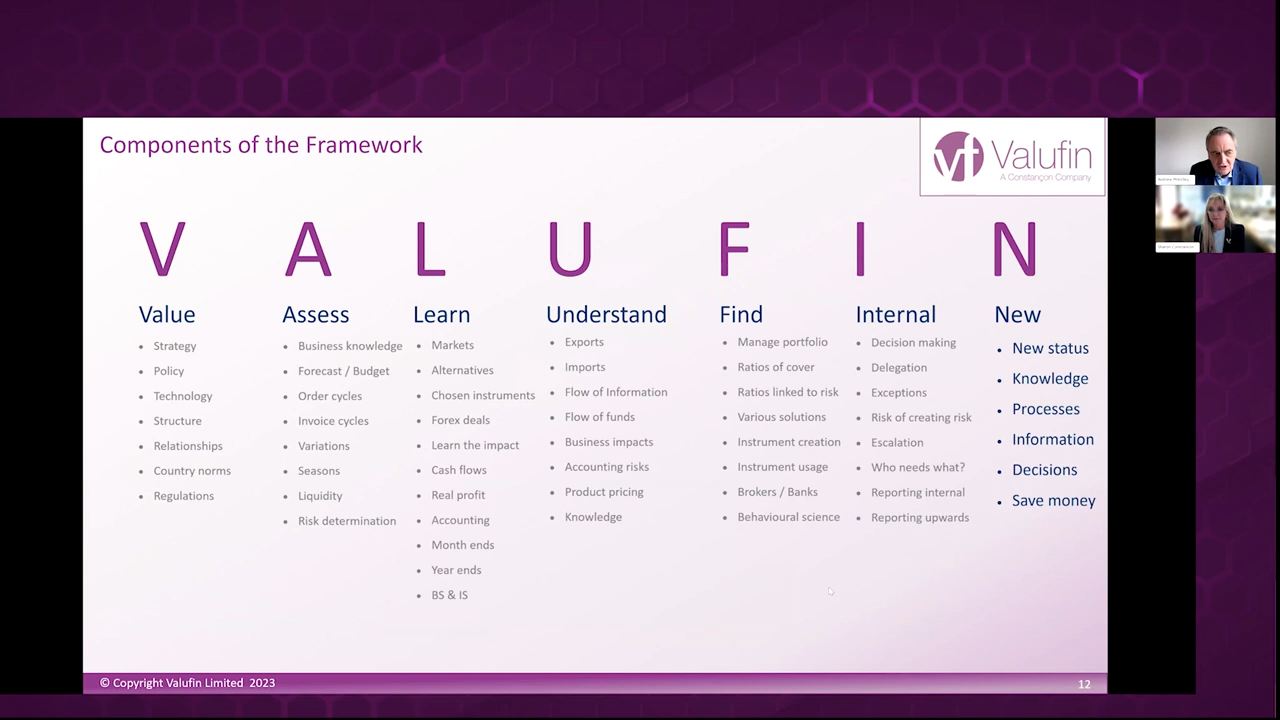 Components of the Framework
vf Valufin
A Constançon Company
V A L U F I N
Value
Strategy
Policy
Technology
Structure
Relationships
Country norms
Regulations
Assess
Business knowledge
Forecast / Budget
Order cycles
Invoice cycles
Variations
Seasons
Liquidity
Risk determination
Learn
Markets
Alternatives
Chosen instruments
Forex deals
Learn the impact
Cash flows
Real profit
Accounting
Month ends
Year ends
BS & IS
Understand
Exports
Imports
Flow of Information
Flow of funds
Business impacts
Accounting risks
Product pricing
Knowledge
Find
Manage portfolio
Ratios of cover
Ratios linked to risk
Various solutions
Instrument creation
Instrument usage
Brokers / Banks
Behavioural science
Internal
Decision making
Delegation
Exceptions
Risk of creating risk
Escalation
Who needs what?
Reporting internal
Reporting upwards
New
New status
Knowledge
Processes
Information
Decisions
Save money
© Copyright Valufin Limited 2023
12